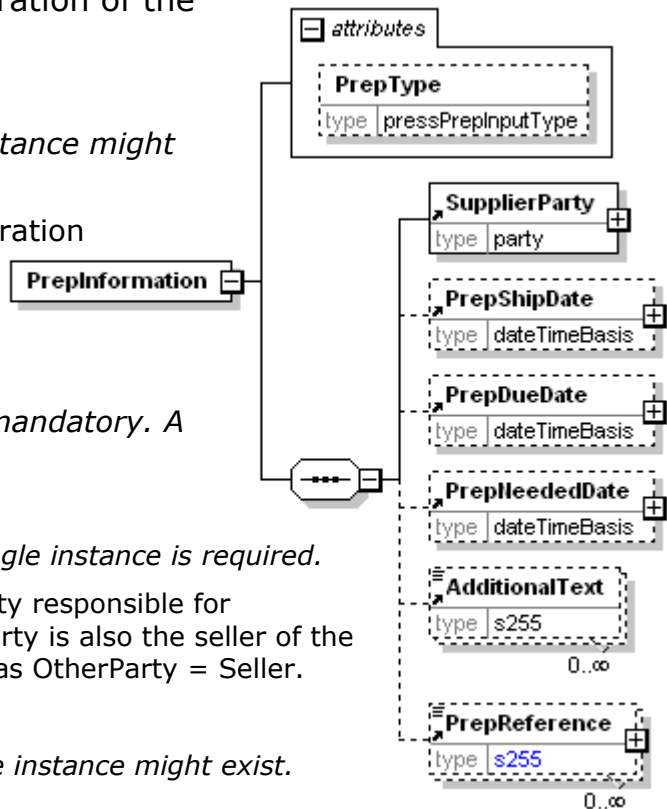 ration of the
attributes
PrepType
type pressPrepInputType
tance might
ration
SupplierParty
type party
PrepInformation
PrepShipDate
type dateTimeBasis
PrepDueDate
type dateTimeBasis
mandatory. A
PrepNeededDate
type dateTimeBasis
gle instance is required.
AdditionalText
type s255
0..∞
ty responsible for
arty is also the seller of the
as OtherParty = Seller.
PrepReference
type s255
0..∞
e instance might exist.